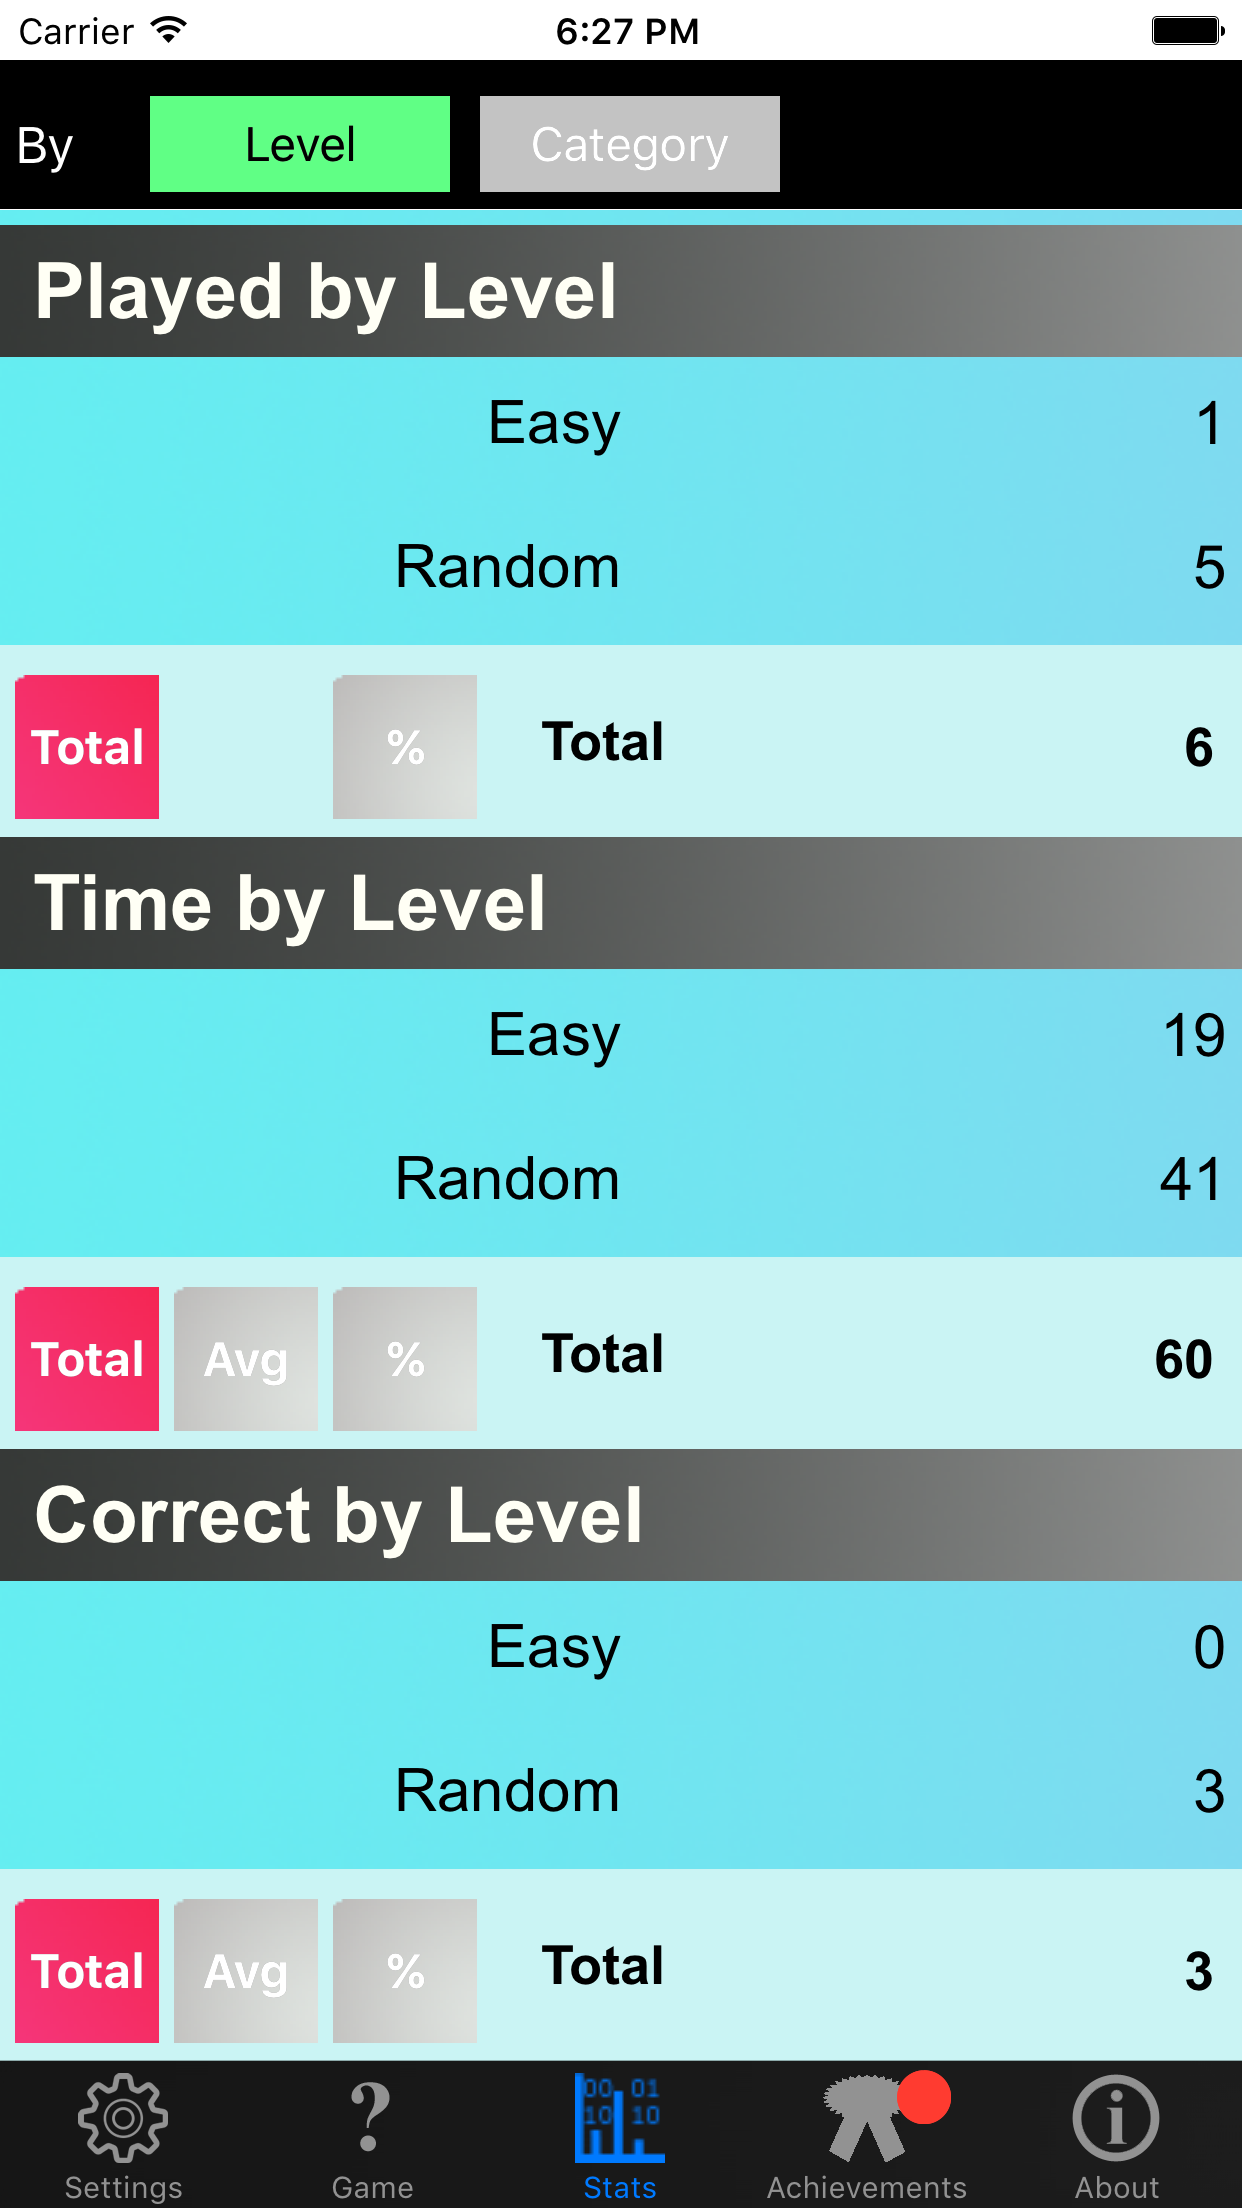 Carrier 6:27 PM
By Level Category
Played by Level
Easy 1
Random 5
Total % Total 6
Time by Level
Easy 19
Random 41
Total Avg % Total 60
Correct by Level
Easy 0
Random 3
Total Avg % Total 3
00 01
10 10
Settings Game Stats Achievements About